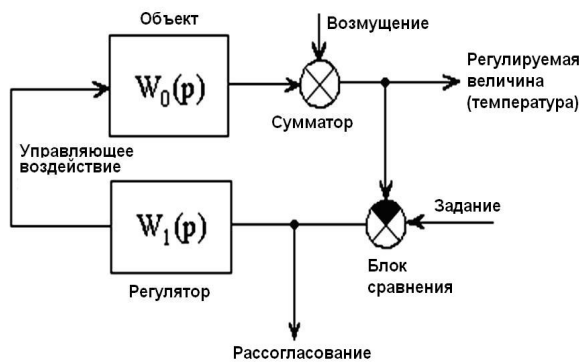 Объект
Возмущение
W₀(p)
Регулируемая
величина
(температура)
Сумматор
Управляющее
воздействие
W₁(p)
Задание
Регулятор
Блок
сравнения
Рассогласование